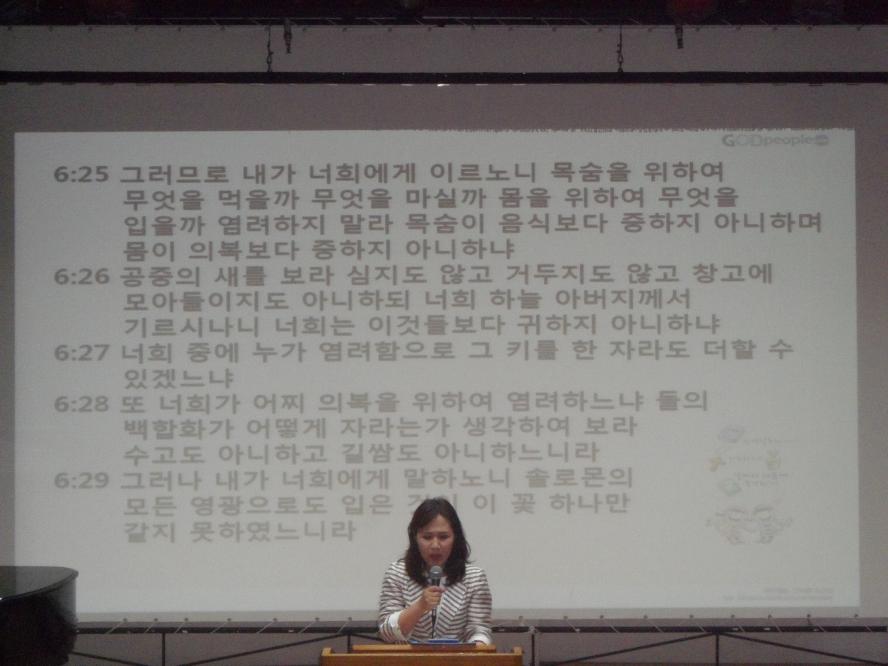 GODpeople
6:25 그러므로 내가 너희에게 이르노니 목숨을 위하여
무엇을 먹을까 무엇을 마실까 몸을 위하여 무엇을
입을까 염려하지 말라 목숨이 음식보다 중하지 아니하며
몸이 의복보다 중하지 아니하냐
6:26 공중의 새를 보라 심지도 않고 거두지도 않고 창고에
모아들이지도 아니하되 너희 하늘 아버지께서
기르시나니 너희는 이것들보다 귀하지 아니하냐
6:27 너희 중에 누가 염려함으로 그 키를 한 자라도 더할 수
있겠느냐
6:28 또 너희가 어찌 의복을 위하여 염려하느냐 들의
백합화가 어떻게 자라는가 생각하여 보라
수고도 아니하고 길쌈도 아니하느니라
6:29 그러나 내가 너희에게 말하노니 솔로몬의
모든 영광으로도 입은 이 꽃 하나만
같지 못하였느니라